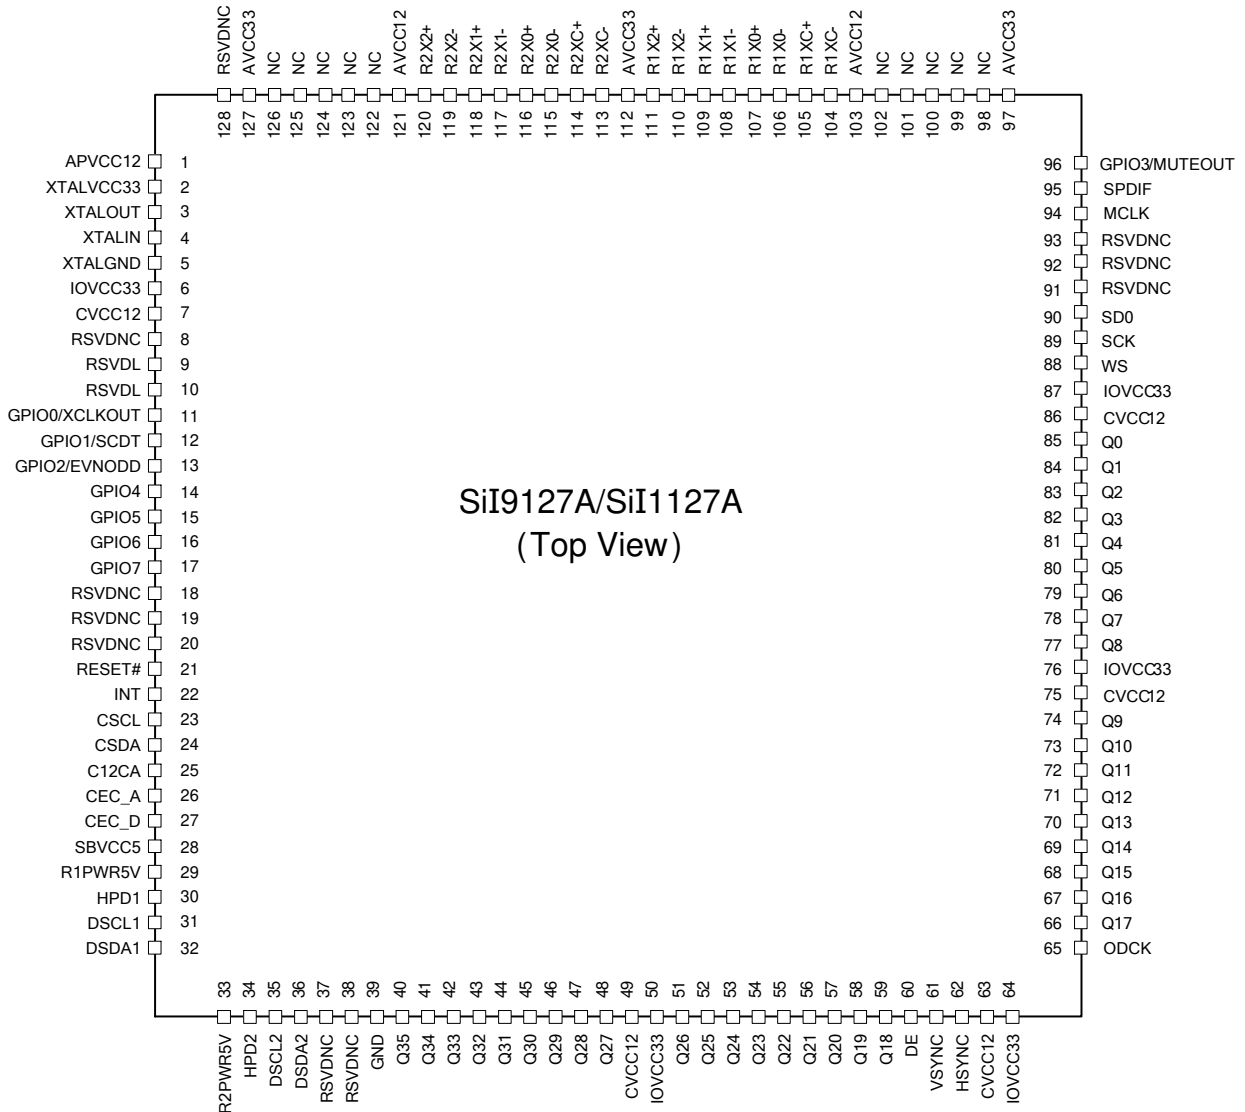 RSVDNC AVCC33 NC NC NC NC NC AVCC12 R2X2+ R2X2- R2X1+ R2X1- R2X0+ R2X0- R2XC+ R2XC- AVCC33 R1X2+ R1X2- R1X1+ R1X1- R1X0+ R1X0- R1XC+ R1XC- AVCC12 NC NC NC NC NC AVCC33
128 127 126 125 124 123 122 121 120 119 118 117 116 115 114 113 112 111 110 109 108 107 106 105 104 103 102 101 100 99 98 97
APVCC12 1
XTALVCC33 2
XTALOUT 3
XTALIN 4
XTALGND 5
IOVCC33 6
CVCC12 7
RSVDNC 8
RSVDL 9
RSVDL 10
GPIO0/XCLKOUT 11
GPIO1/SCDT 12
GPIO2/EVNODD 13
GPIO4 14
GPIO5 15
GPIO6 16
GPIO7 17
RSVDNC 18
RSVDNC 19
RSVDNC 20
RESET# 21
INT 22
CSCL 23
CSDA 24
C12CA 25
CEC_A 26
CEC_D 27
SBVCC5 28
R1PWR5V 29
HPD1 30
DSCL1 31
DSDA1 32
SiI9127A/SiI1127A
(Top View)
96 GPIO3/MUTEOUT
95 SPDIF
94 MCLK
93 RSVDNC
92 RSVDNC
91 RSVDNC
90 SD0
89 SCK
88 WS
87 IOVCC33
86 CVCC12
85 Q0
84 Q1
83 Q2
82 Q3
81 Q4
80 Q5
79 Q6
78 Q7
77 Q8
76 IOVCC33
75 CVCC12
74 Q9
73 Q10
72 Q11
71 Q12
70 Q13
69 Q14
68 Q15
67 Q16
66 Q17
65 ODCK
33 34 35 36 37 38 39 40 41 42 43 44 45 46 47 48 49 50 51 52 53 54 55 56 57 58 59 60 61 62 63 64
R2PWR5V HPD2 DSCL2 DSDA2 RSVDNC RSVDNC GND Q35 Q34 Q33 Q32 Q31 Q30 Q29 Q28 Q27 CVCC12 IOVCC33 Q26 Q25 Q24 Q23 Q22 Q21 Q20 Q19 Q18 DE VSYNC HSYNC CVCC12 IOVCC33